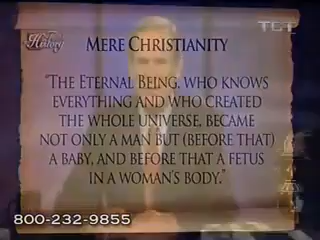 History
TCT
MERE CHRISTIANITY
"THE ETERNAL BEING, WHO KNOWS
EVERYTHING AND WHO CREATED
THE WHOLE UNIVERSE, BECAME
NOT ONLY A MAN BUT (BEFORE THAT)
A BABY, AND BEFORE THAT A FETUS
IN A WOMAN'S BODY."
800-232-9855